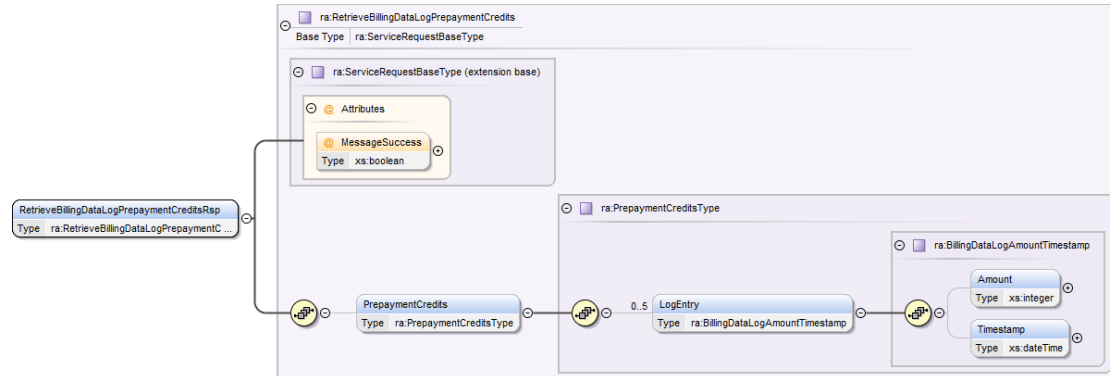 ra:RetrieveBillingDataLogPrepaymentCredits
Base Type ra:ServiceRequestBaseType
ra:ServiceRequestBaseType (extension base)
@ Attributes
@ MessageSuccess
Type xs:boolean
RetrieveBillingDataLogPrepaymentCreditsRsp
Type ra:RetrieveBillingDataLogPrepaymentC ...
ra:PrepaymentCreditsType
ra:BillingDataLogAmountTimestamp
PrepaymentCredits
Type ra:PrepaymentCreditsType
0..5
LogEntry
Type ra:BillingDataLogAmountTimestamp
Amount
Type xs:integer
Timestamp
Type xs:dateTime